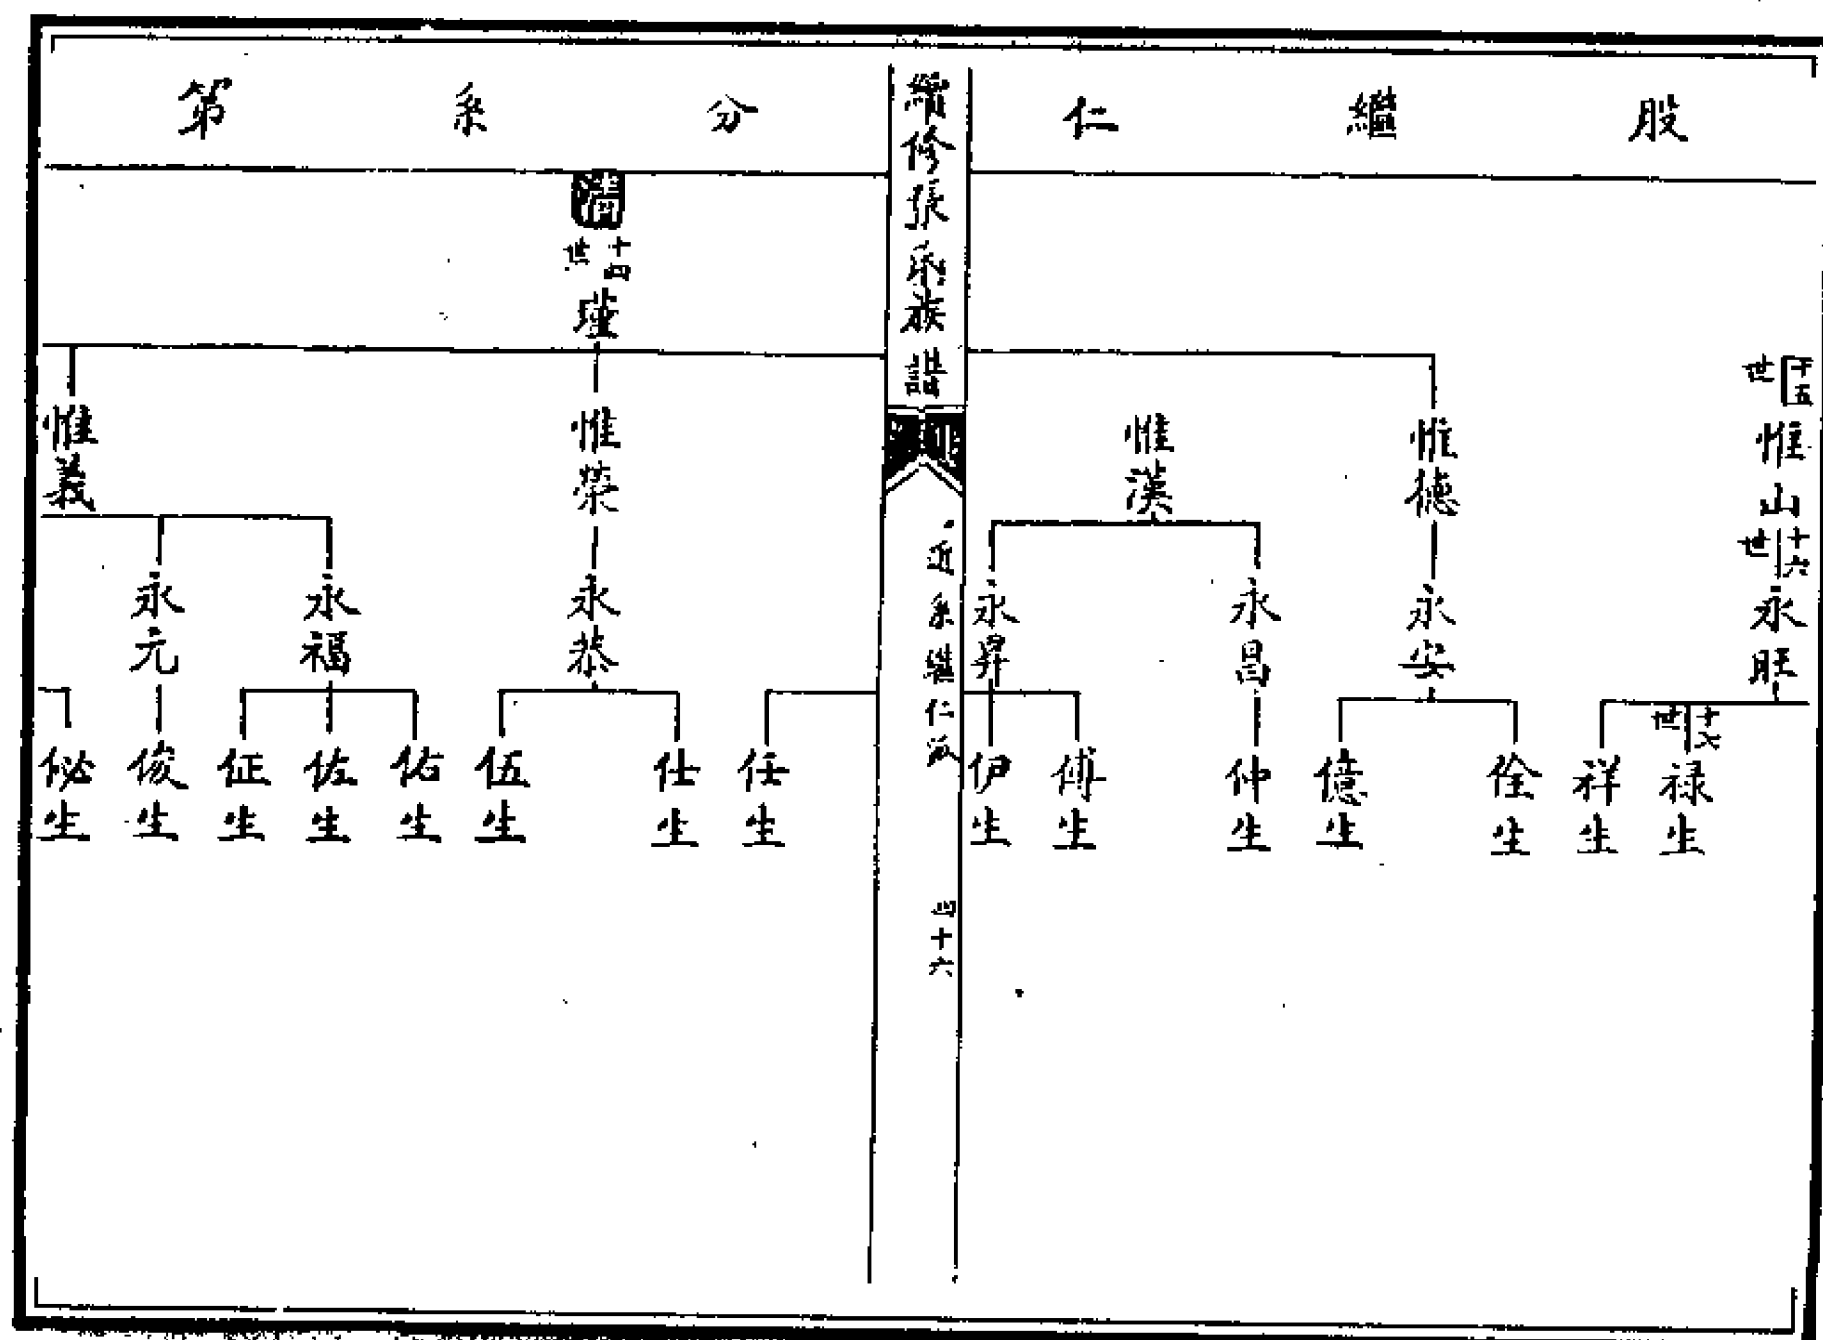 股繼仁
分系第
續修張氏族譜
近系繼仁股
四十六
清
十四世
瑾
十五世
惟山
惟德
惟漢
惟榮
惟義
十六世
永旺
永安
永昌
永昇
永恭
永福
永元
十七世
祿生
祥生
佺生
億生
仲生
傅生
伊生
任生
仕生
伍生
佑生
佐生
征生
俊生
佖生